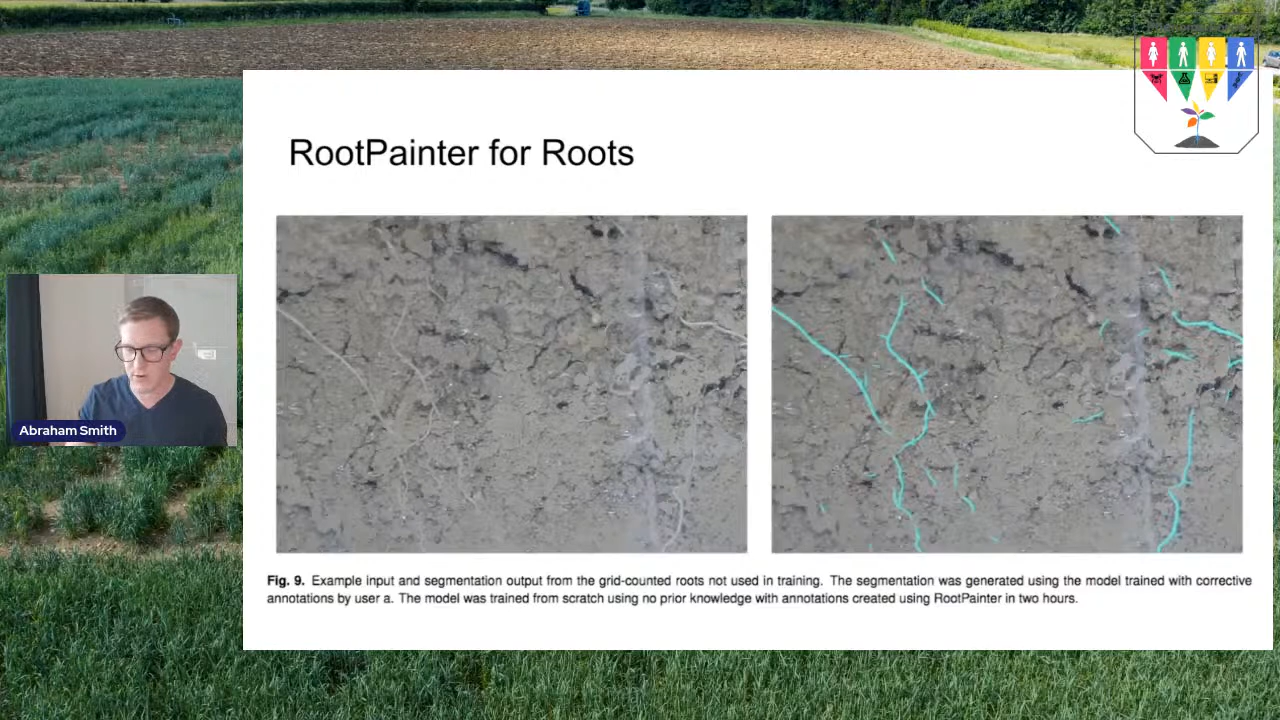 RootPainter for Roots
Abraham Smith
Fig. 9. Example input and segmentation output from the grid-counted roots not used in training. The segmentation was generated using the model trained with corrective
annotations by user a. The model was trained from scratch using no prior knowledge with annotations created using RootPainter in two hours.